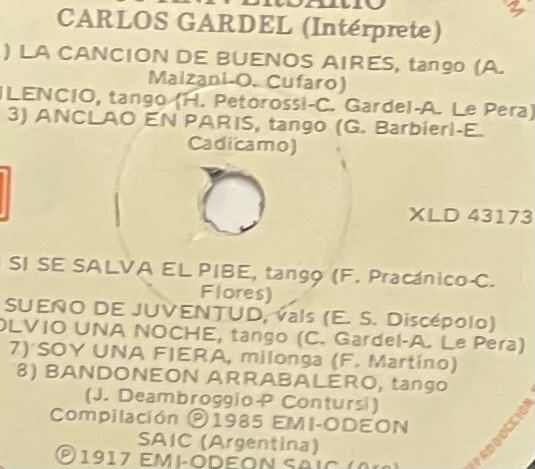 CARLOS GARDEL (Intérprete)
) LA CANCION DE BUENOS AIRES, tango (A.
Maizani-O. Cufaro)
ILENCIO, tango (H. Petorossi-C. Gardel-A. Le Pera)
3) ANCLAO EN PARIS, tango (G. Barbieri-E.
Cadícamo)
XLD 43173
SI SE SALVA EL PIBE, tango (F. Pracánico-C.
Flores)
SUEÑO DE JUVENTUD, vals (E. S. Discépolo)
OLVIO UNA NOCHE, tango (C. Gardel-A. Le Pera)
7) SOY UNA FIERA, milonga (F. Martino)
8) BANDONEON ARRABALERO, tango
(J. Deambroggio-P Contursi)
Compilación Ⓟ1985 EMI-ODEON
SAIC (Argentina)
Ⓟ1917 EMI-ODEON SAIC